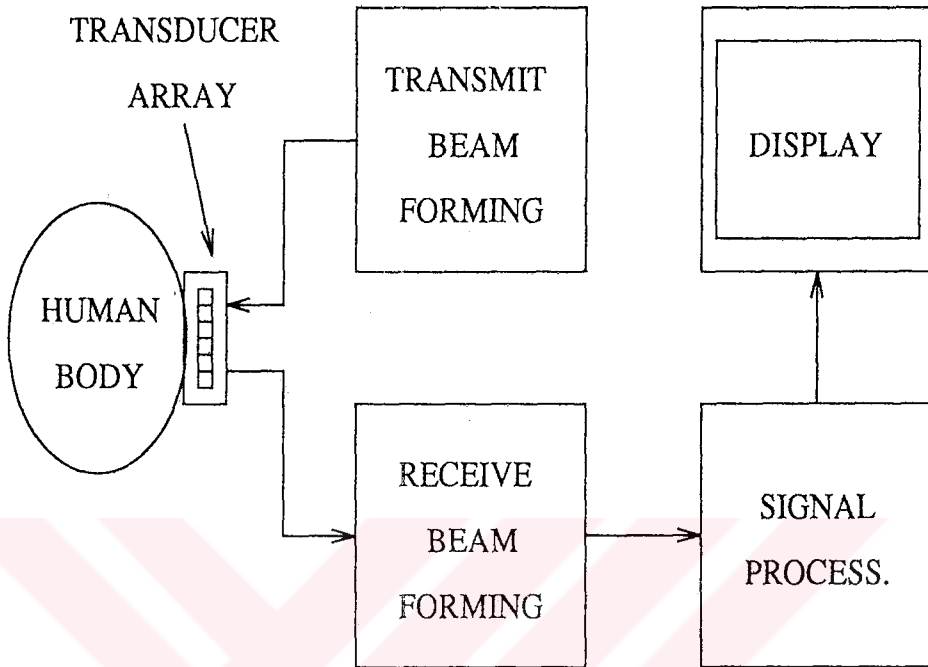 TRANSDUCER
ARRAY
TRANSMIT
BEAM
FORMING
DISPLAY
HUMAN
BODY
RECEIVE
BEAM
FORMING
SIGNAL
PROCESS.